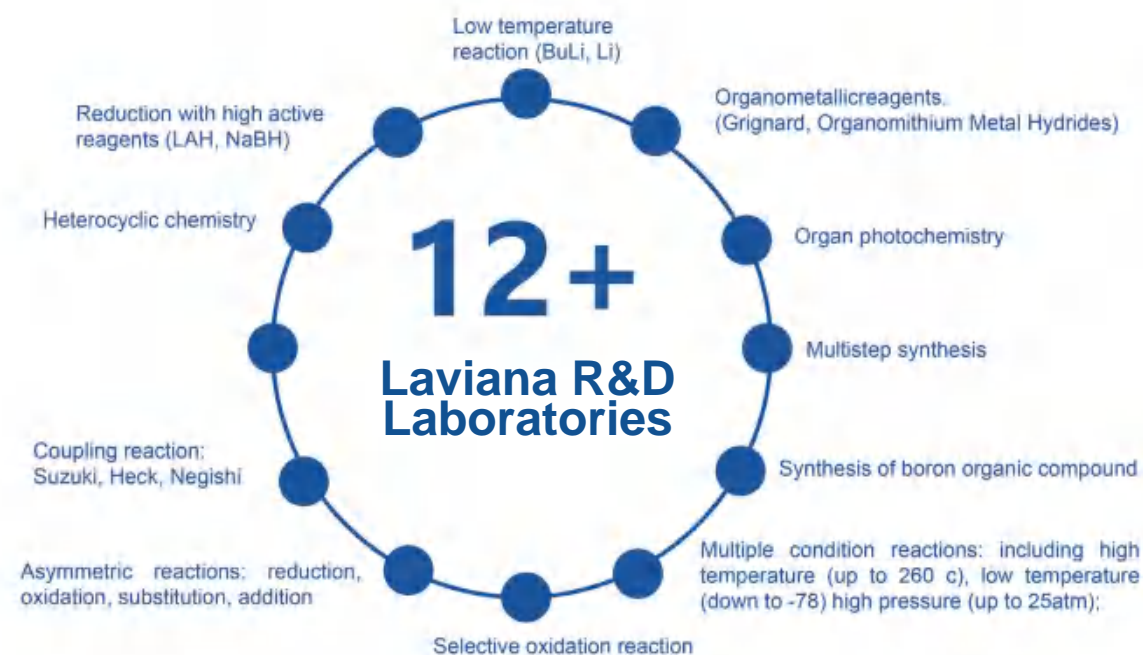 Low temperature
reaction (BuLi, Li)
Organometallicreagents.
(Grignard, Organomithium Metal Hydrides)
Organ photochemistry
Multistep synthesis
Synthesis of boron organic compound
Multiple condition reactions: including high
temperature (up to 260 c), low temperature
(down to -78) high pressure (up to 25atm);
Selective oxidation reaction
Asymmetric reactions: reduction,
oxidation, substitution, addition
Coupling reaction:
Suzuki, Heck, Negishi
Heterocyclic chemistry
Reduction with high active
reagents (LAH, NaBH)
12+
Laviana R&D
Laboratories